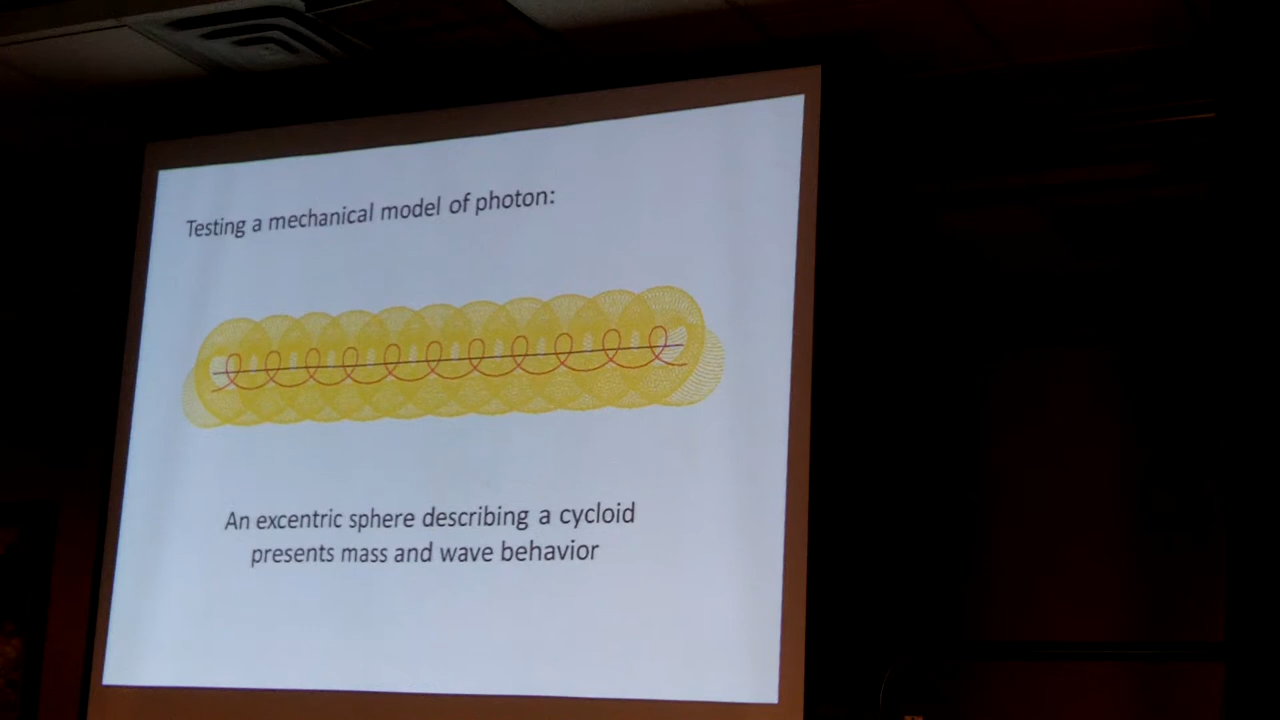 Testing a mechanical model of photon:
An excentric sphere describing a cycloid
presents mass and wave behavior